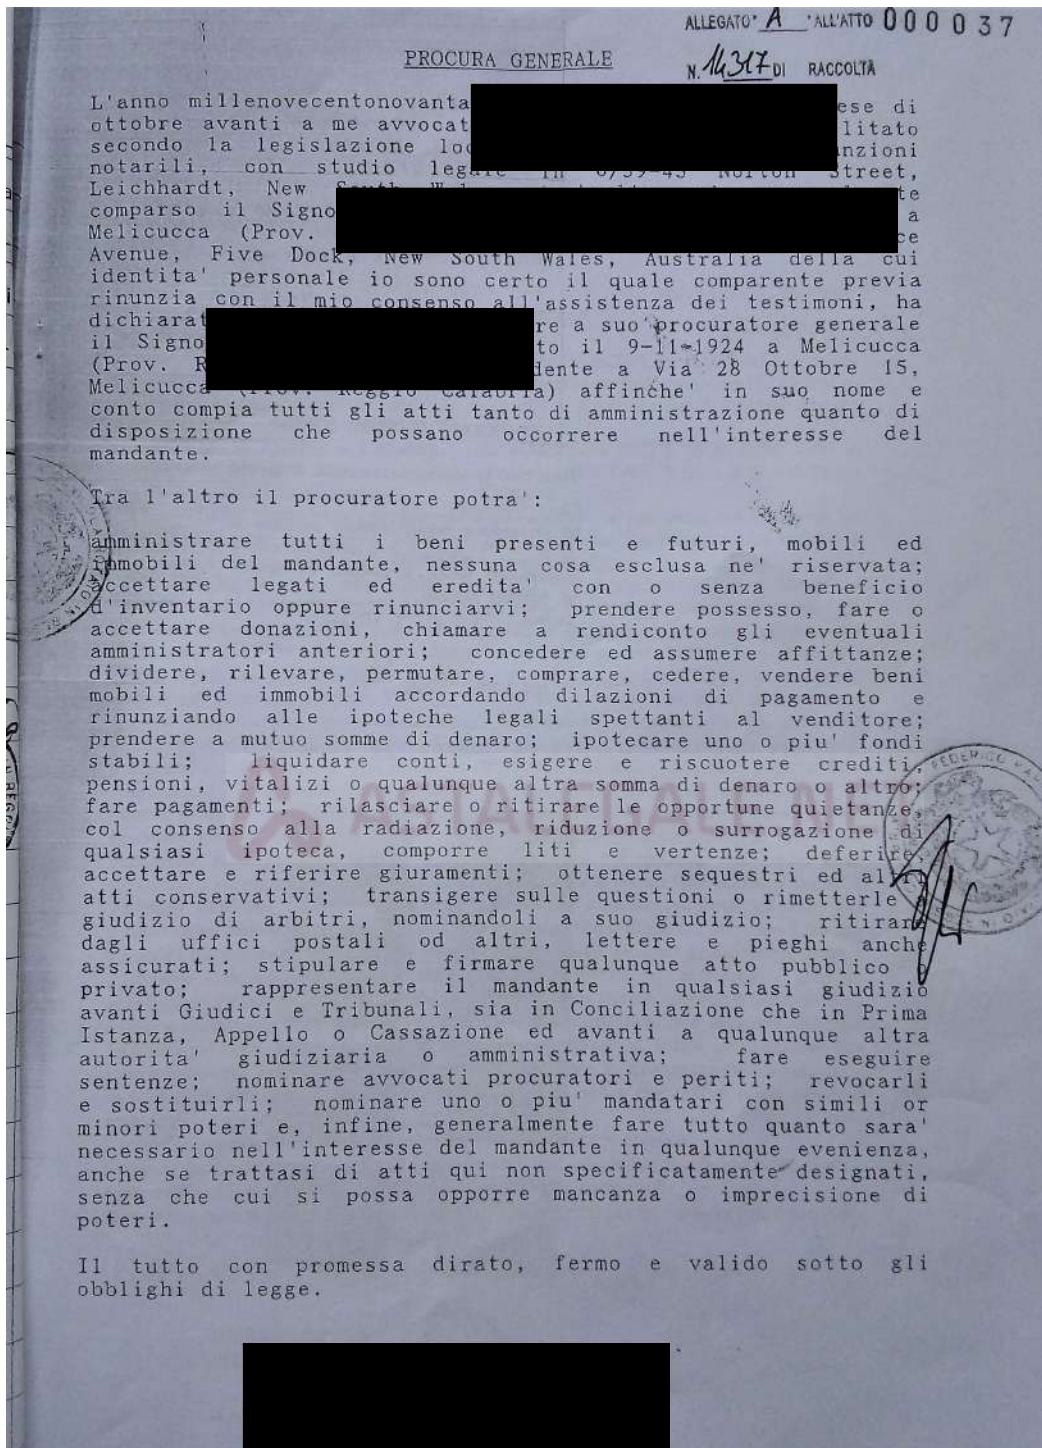 ALLEGATO "A" ALL'ATTO 000037
PROCURA GENERALE
N. 14317 DI RACCOLTA
L'anno millenovecentonovanta ese di
ottobre avanti a me avvocat litato
secondo la legislazione loc nzioni
notarili, con studio legale in 6/39-45 Norton Street,
Leichhardt, New South te
comparso il Signo a
Melicucca (Prov. ce
Avenue, Five Dock, New South Wales, Australia della cui
identita' personale io sono certo il quale comparente previa
rinunzia con il mio consenso all'assistenza dei testimoni, ha
dichiarat re a suo procuratore generale
il Signo to il 9-11-1924 a Melicucca
(Prov. R dente a Via 28 Ottobre 15,
Melicucca (Prov. Reggio Calabria) affinche' in suo nome e
conto compia tutti gli atti tanto di amministrazione quanto di
disposizione che possano occorrere nell'interesse del
mandante.
Tra l'altro il procuratore potra':
amministrare tutti i beni presenti e futuri, mobili ed
immobili del mandante, nessuna cosa esclusa ne' riservata;
accettare legati ed eredita' con o senza beneficio
d'inventario oppure rinunciarvi; prendere possesso, fare o
accettare donazioni, chiamare a rendiconto gli eventuali
amministratori anteriori; concedere ed assumere affittanze;
dividere, rilevare, permutare, comprare, cedere, vendere beni
mobili ed immobili accordando dilazioni di pagamento e
rinunziando alle ipoteche legali spettanti al venditore;
prendere a mutuo somme di denaro; ipotecare uno o piu' fondi
stabili; liquidare conti, esigere e riscuotere crediti,
pensioni, vitalizi o qualunque altra somma di denaro o altro;
fare pagamenti; rilasciare o ritirare le opportune quietanze,
col consenso alla radiazione, riduzione o surrogazione di
qualsiasi ipoteca, comporre liti e vertenze; deferire,
accettare e riferire giuramenti; ottenere sequestri ed altri
atti conservativi; transigere sulle questioni o rimetterle a
giudizio di arbitri, nominandoli a suo giudizio; ritirare
dagli uffici postali od altri, lettere e pieghi anche
assicurati; stipulare e firmare qualunque atto pubblico o
privato; rappresentare il mandante in qualsiasi giudizio
avanti Giudici e Tribunali, sia in Conciliazione che in Prima
Istanza, Appello o Cassazione ed avanti a qualunque altra
autorita' giudiziaria o amministrativa; fare eseguire
sentenze; nominare avvocati procuratori e periti; revocarli
e sostituirli; nominare uno o piu' mandatari con simili or
minori poteri e, infine, generalmente fare tutto quanto sara'
necessario nell'interesse del mandante in qualunque evenienza,
anche se trattasi di atti qui non specificatamente designati,
senza che cui si possa opporre mancanza o imprecisione di
poteri.
Il tutto con promessa dirato, fermo e valido sotto gli
obblighi di legge.